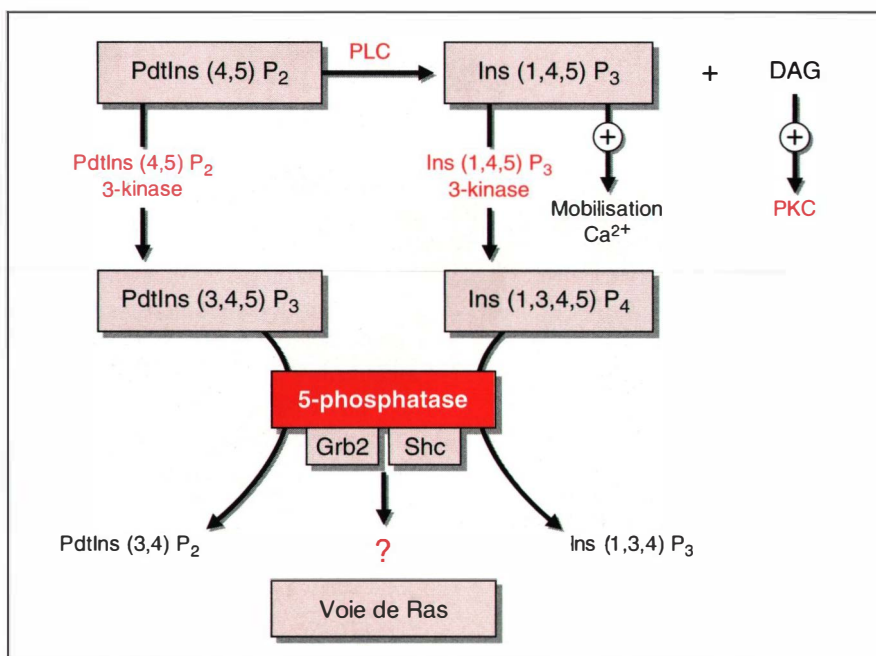 PLC
PdtIns (4,5) P₂
Ins (1,4,5) P₃
+
DAG
PdtIns (4,5) P₂
3-kinase
Ins (1,4,5) P₃
3-kinase
+
+
Mobilisation
Ca²⁺
PKC
PdtIns (3,4,5) P₃
Ins (1,3,4,5) P₄
5-phosphatase
Grb2
Shc
PdtIns (3,4) P₂
?
Ins (1,3,4) P₃
Voie de Ras